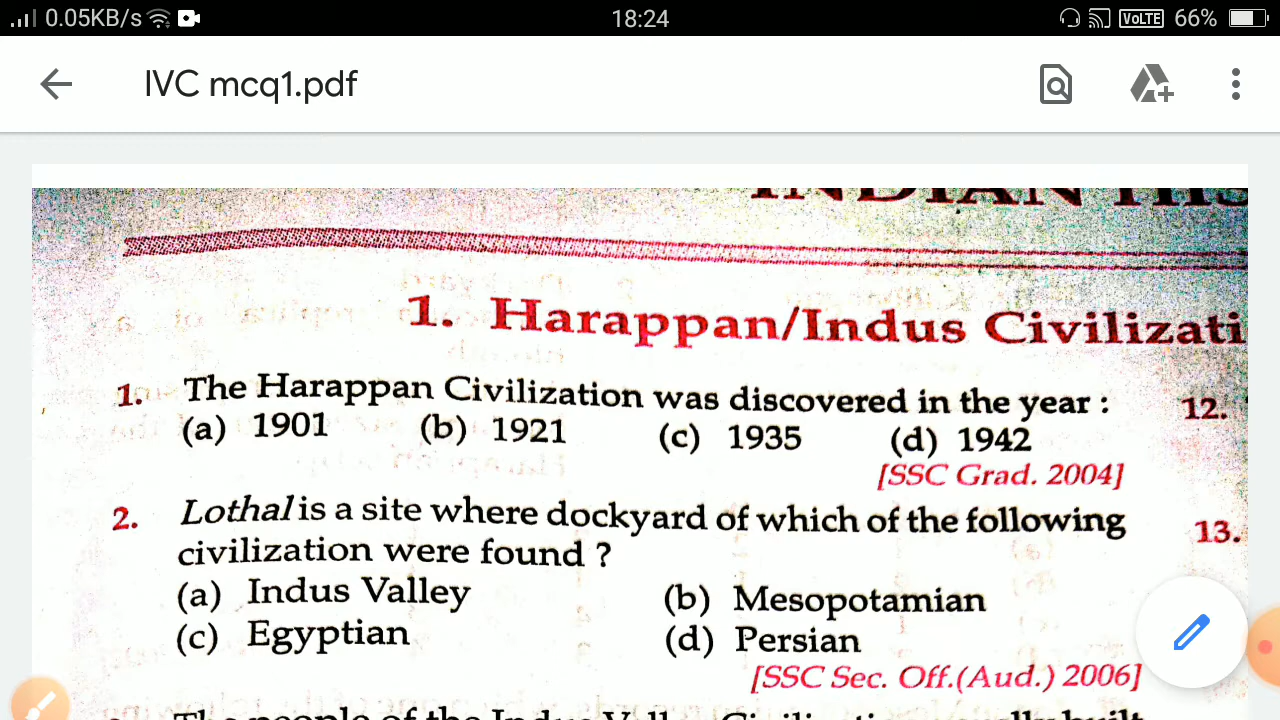 0.05KB/s 18:24 VoLTE 66%
IVC mcq1.pdf
1. Harappan/Indus Civilizati
1. The Harappan Civilization was discovered in the year :
(a) 1901 (b) 1921 (c) 1935 (d) 1942
[SSC Grad. 2004]
2. Lothal is a site where dockyard of which of the following
civilization were found ?
(a) Indus Valley (b) Mesopotamian
(c) Egyptian (d) Persian
[SSC Sec. Off.(Aud.) 2006]
12.
13.